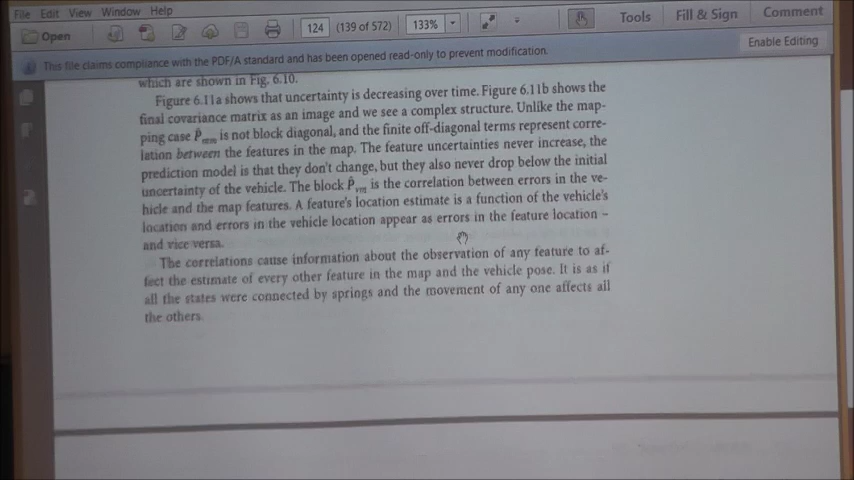 File Edit View Window Help
Open 124 (139 of 572) 133% Tools Fill & Sign Comment
This file claims compliance with the PDF/A standard and has been opened read-only to prevent modification. Enable Editing
which are shown in Fig. 6.10.
Figure 6.11a shows that uncertainty is decreasing over time. Figure 6.11b shows the
final covariance matrix as an image and we see a complex structure. Unlike the map-
ping case P̂mm is not block diagonal, and the finite off-diagonal terms represent corre-
lation between the features in the map. The feature uncertainties never increase, the
prediction model is that they don't change, but they also never drop below the initial
uncertainty of the vehicle. The block P̂vm is the correlation between errors in the ve-
hicle and the map features. A feature's location estimate is a function of the vehicle's
location and errors in the vehicle location appear as errors in the feature location –
and vice versa.
The correlations cause information about the observation of any feature to af-
fect the estimate of every other feature in the map and the vehicle pose. It is as if
all the states were connected by springs and the movement of any one affects all
the others.